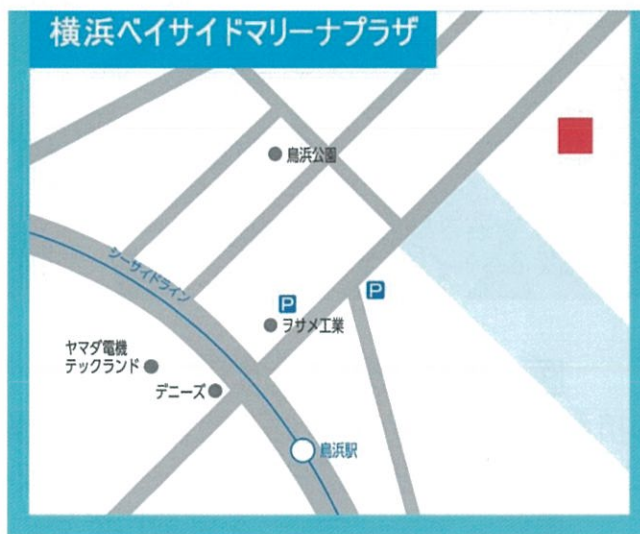 横浜ベイサイドマリーナプラザ
鳥浜公園
シーサイドライン
P
P
ヲサメ工業
ヤマダ電機
テックランド
デニーズ
鳥浜駅